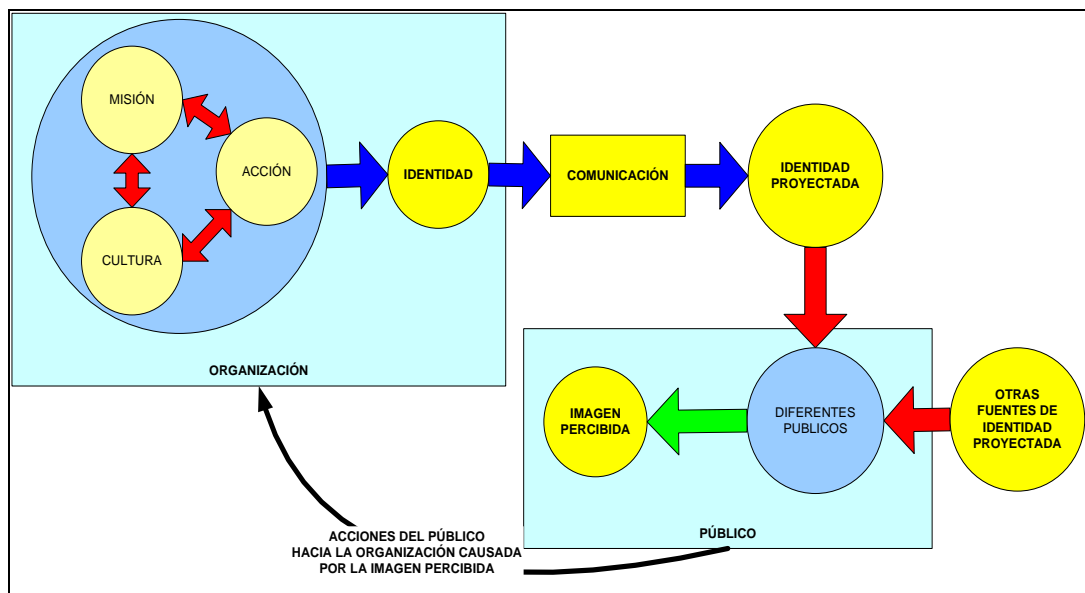 MISIÓN
ACCIÓN
CULTURA
ORGANIZACIÓN
IDENTIDAD
COMUNICACIÓN
IDENTIDAD
PROYECTADA
IMAGEN
PERCIBIDA
DIFERENTES
PUBLICOS
OTRAS
FUENTES DE
IDENTIDAD
PROYECTADA
PÚBLICO
ACCIONES DEL PÚBLICO
HACIA LA ORGANIZACIÓN CAUSADA
POR LA IMAGEN PERCIBIDA